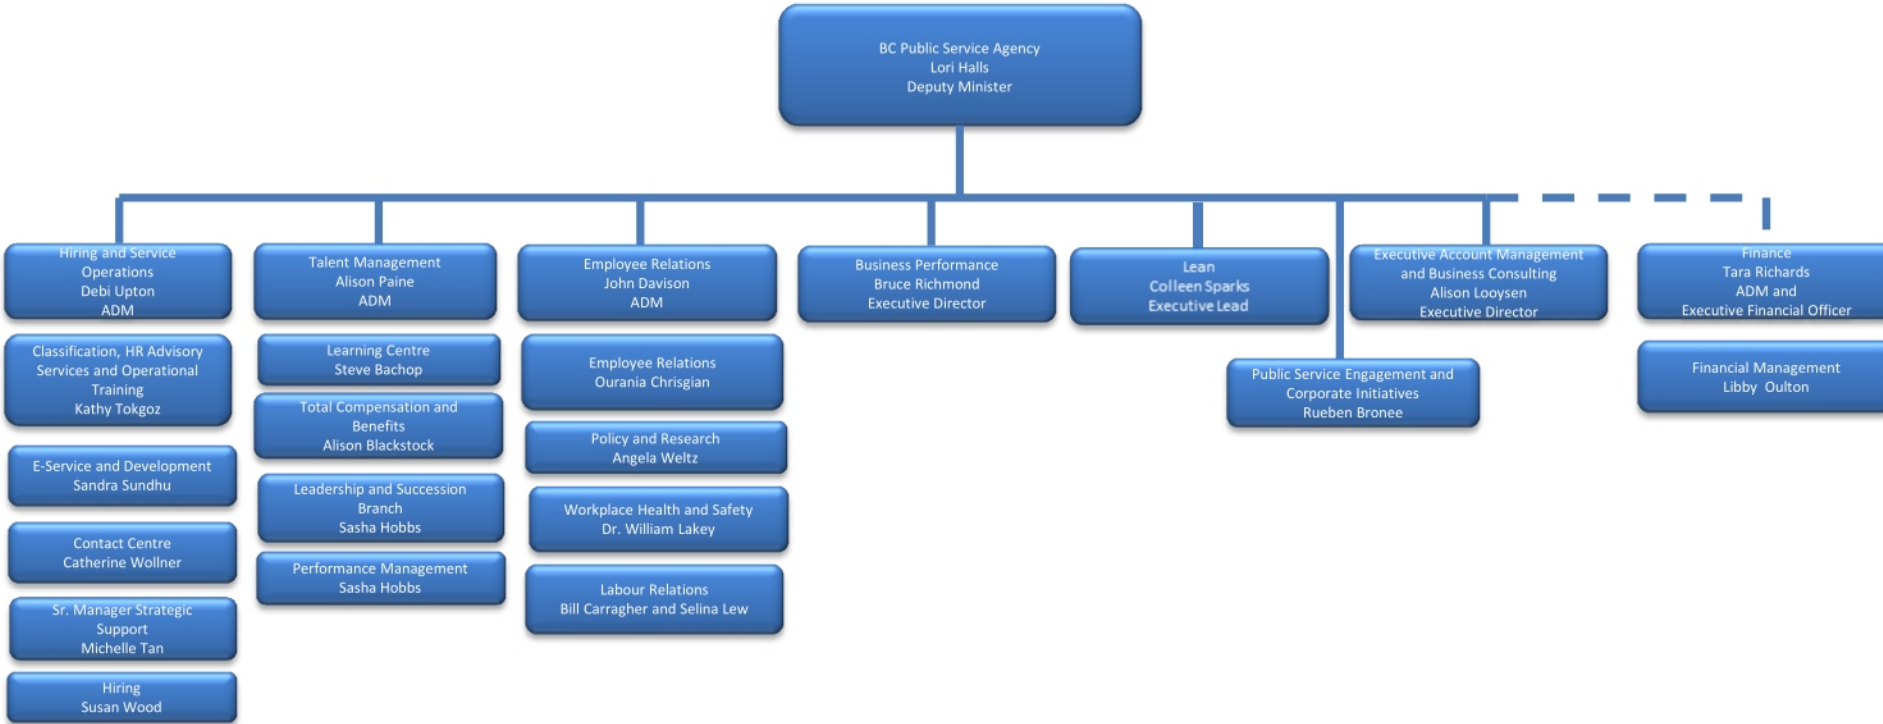 BC Public Service Agency
Lori Halls
Deputy Minister
Hiring and Service
Operations
Debi Upton
ADM
Classification, HR Advisory
Services and Operational
Training
Kathy Tokgoz
E-Service and Development
Sandra Sundhu
Contact Centre
Catherine Wollner
Sr. Manager Strategic
Support
Michelle Tan
Hiring
Susan Wood
Talent Management
Alison Paine
ADM
Learning Centre
Steve Bachop
Total Compensation and
Benefits
Alison Blackstock
Leadership and Succession
Branch
Sasha Hobbs
Performance Management
Sasha Hobbs
Employee Relations
John Davison
ADM
Employee Relations
Ourania Chrisgian
Policy and Research
Angela Weltz
Workplace Health and Safety
Dr. William Lakey
Labour Relations
Bill Carragher and Selina Lew
Business Performance
Bruce Richmond
Executive Director
Lean
Colleen Sparks
Executive Lead
Public Service Engagement and
Corporate Initiatives
Rueben Bronee
Executive Account Management
and Business Consulting
Alison Looysen
Executive Director
Finance
Tara Richards
ADM and
Executive Financial Officer
Financial Management
Libby Oulton